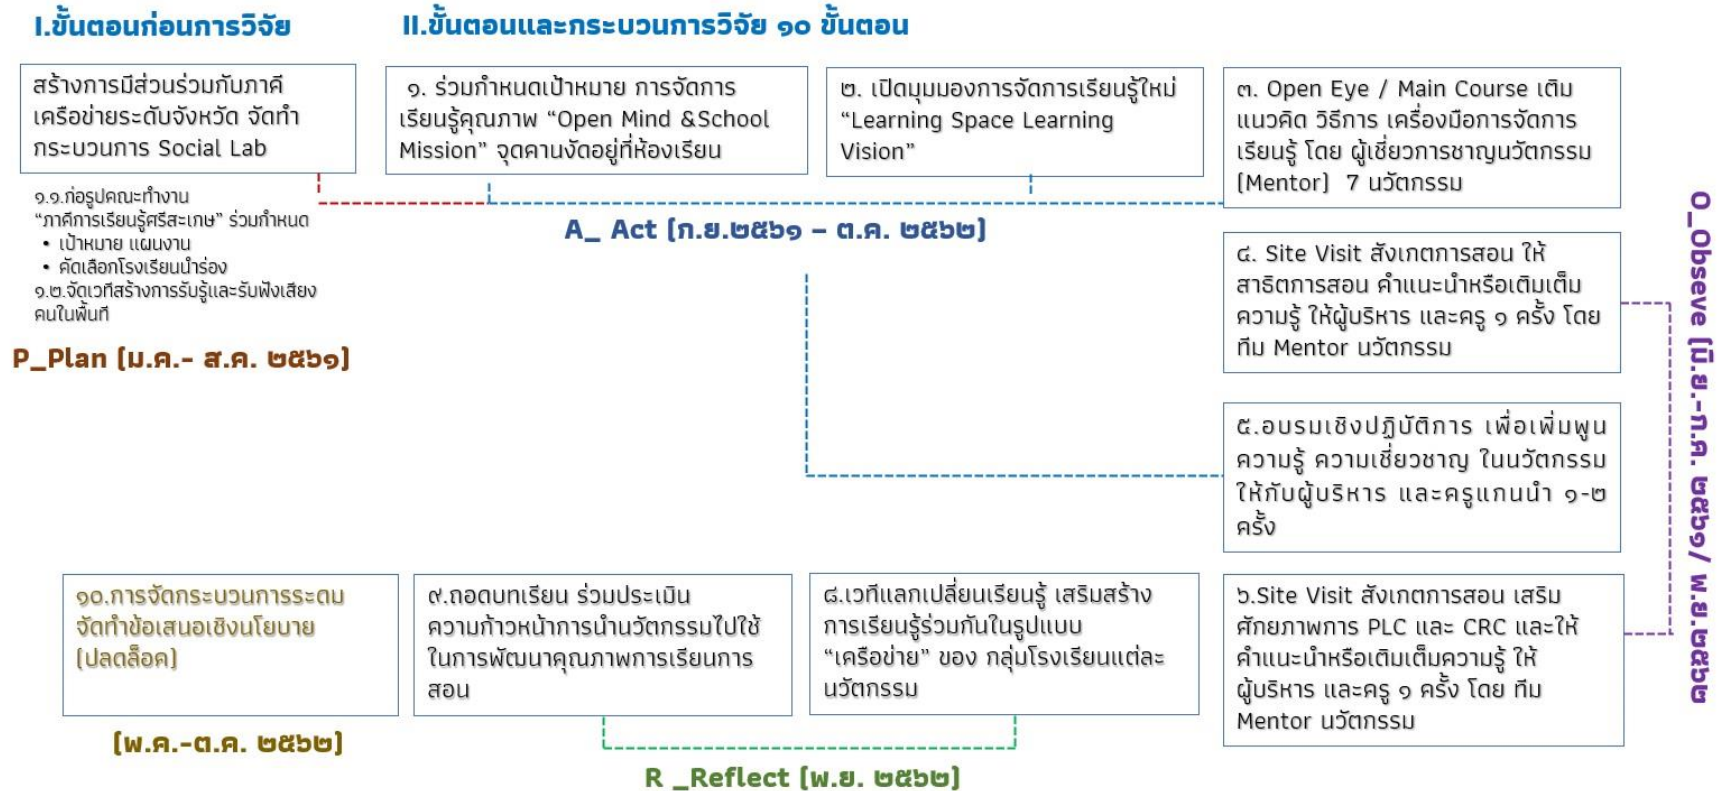 I.ขั้นตอนก่อนการวิจัย
II.ขั้นตอนและกระบวนการวิจัย ๑๐ ขั้นตอน
สร้างการมีส่วนร่วมกับภาคี
เครือข่ายระดับจังหวัด จัดทำ
กระบวนการ Social Lab
๑. ร่วมกำหนดเป้าหมาย การจัดการ
เรียนรู้คุณภาพ “Open Mind &School
Mission” จุดคานงัดอยู่ที่ห้องเรียน
๒. เปิดมุมมองการจัดการเรียนรู้ใหม่
“Learning Space Learning
Vision”
๓. Open Eye / Main Course เติม
แนวคิด วิธีการ เครื่องมือการจัดการ
เรียนรู้ โดย ผู้เชี่ยวการชาญนวัตกรรม
(Mentor) 7 นวัตกรรม
๑.๑.ก่อรูปคณะทำงาน
“ภาคีการเรียนรู้ศรีสะเกษ” ร่วมกำหนด
• เป้าหมาย แผนงาน
• คัดเลือกโรงเรียนนำร่อง
๑.๒.จัดเวทีสร้างการรับรู้และรับฟังเสียง
คนในพื้นที่
P_Plan (ม.ค.- ส.ค. ๒๕๖๑)
A_ Act (ก.ย.๒๕๖๑ – ต.ค. ๒๕๖๒)
๔. Site Visit สังเกตการสอน ให้
สาธิตการสอน คำแนะนำหรือเติมเต็ม
ความรู้ ให้ผู้บริหาร และครู ๑ ครั้ง โดย
ทีม Mentor นวัตกรรม
O_Obseve (มิ.ย.-ก.ค. ๒๕๖๑/ พ.ย.๒๕๖๒
๕.อบรมเชิงปฏิบัติการ เพื่อเพิ่มพูน
ความรู้ ความเชี่ยวชาญ ในนวัตกรรม
ให้กับผู้บริหาร และครูแกนนำ ๑-๒
ครั้ง
๑๐.การจัดกระบวนการระดม
จัดทำข้อเสนอเชิงนโยบาย
(ปลดล็อค)
(พ.ค.-ต.ค. ๒๕๖๒)
๙.ถอดบทเรียน ร่วมประเมิน
ความก้าวหน้าการนำนวัตกรรมไปใช้
ในการพัฒนาคุณภาพการเรียนการ
สอน
๘.เวทีแลกเปลี่ยนเรียนรู้ เสริมสร้าง
การเรียนรู้ร่วมกันในรูปแบบ
“เครือข่าย” ของ กลุ่มโรงเรียนแต่ละ
นวัตกรรม
๖.Site Visit สังเกตการสอน เสริม
ศักยภาพการ PLC และ CRC และให้
คำแนะนำหรือเติมเต็มความรู้ ให้
ผู้บริหาร และครู ๑ ครั้ง โดย ทีม
Mentor นวัตกรรม
R _Reflect (พ.ย. ๒๕๖๒)